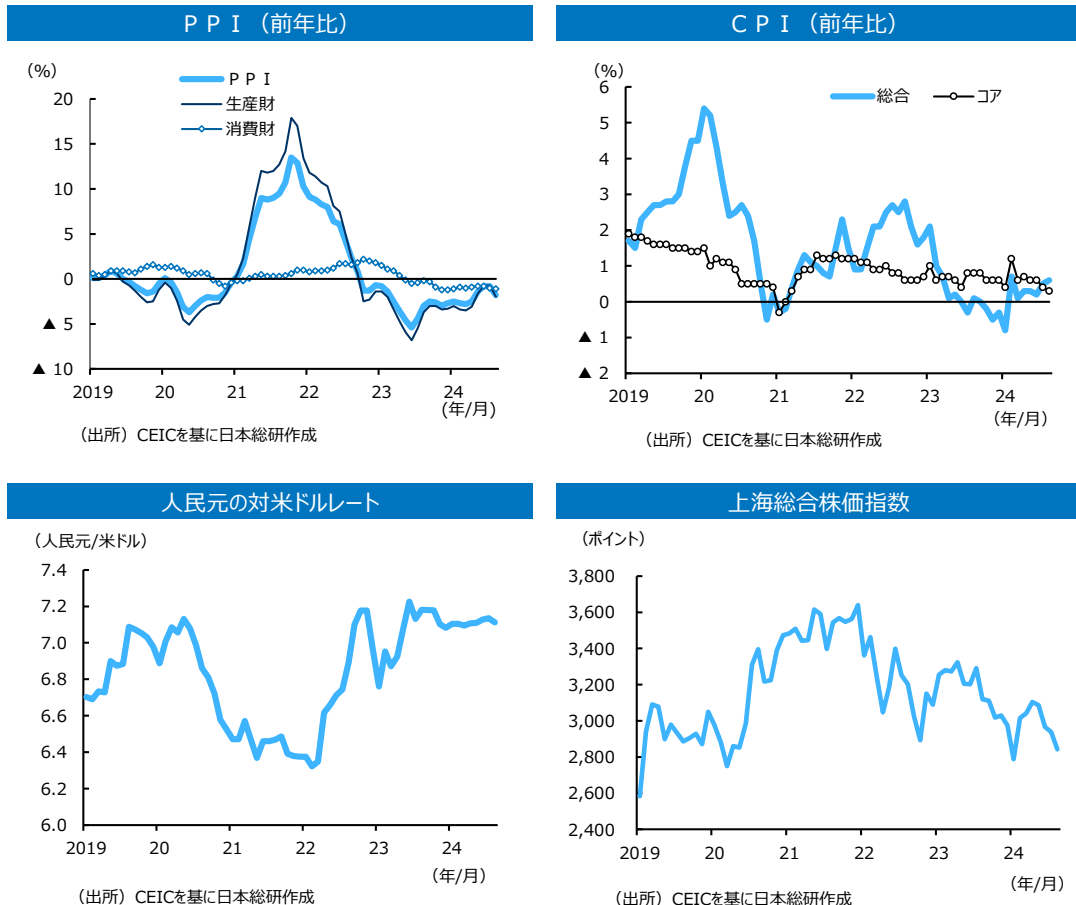 ＰＰＩ（前年比）
（%）
ＰＰＩ
生産財
消費財
20
15
10
5
0
▲ 5
▲ 10
2019 20 21 22 23 24
(年/月)
（出所）CEICを基に日本総研作成
ＣＰＩ（前年比）
（%）
総合 コア
6
5
4
3
2
1
0
▲ 1
▲ 2
2019 20 21 22 23 24
（年/月）
（出所）CEICを基に日本総研作成
人民元の対米ドルレート
（人民元/米ドル）
7.4
7.2
7.0
6.8
6.6
6.4
6.2
6.0
2019 20 21 22 23 24
（年/月）
（出所）CEICを基に日本総研作成
上海総合株価指数
（ポイント）
3,800
3,600
3,400
3,200
3,000
2,800
2,600
2,400
2019 20 21 22 23 24
（年/月）
（出所）CEICを基に日本総研作成